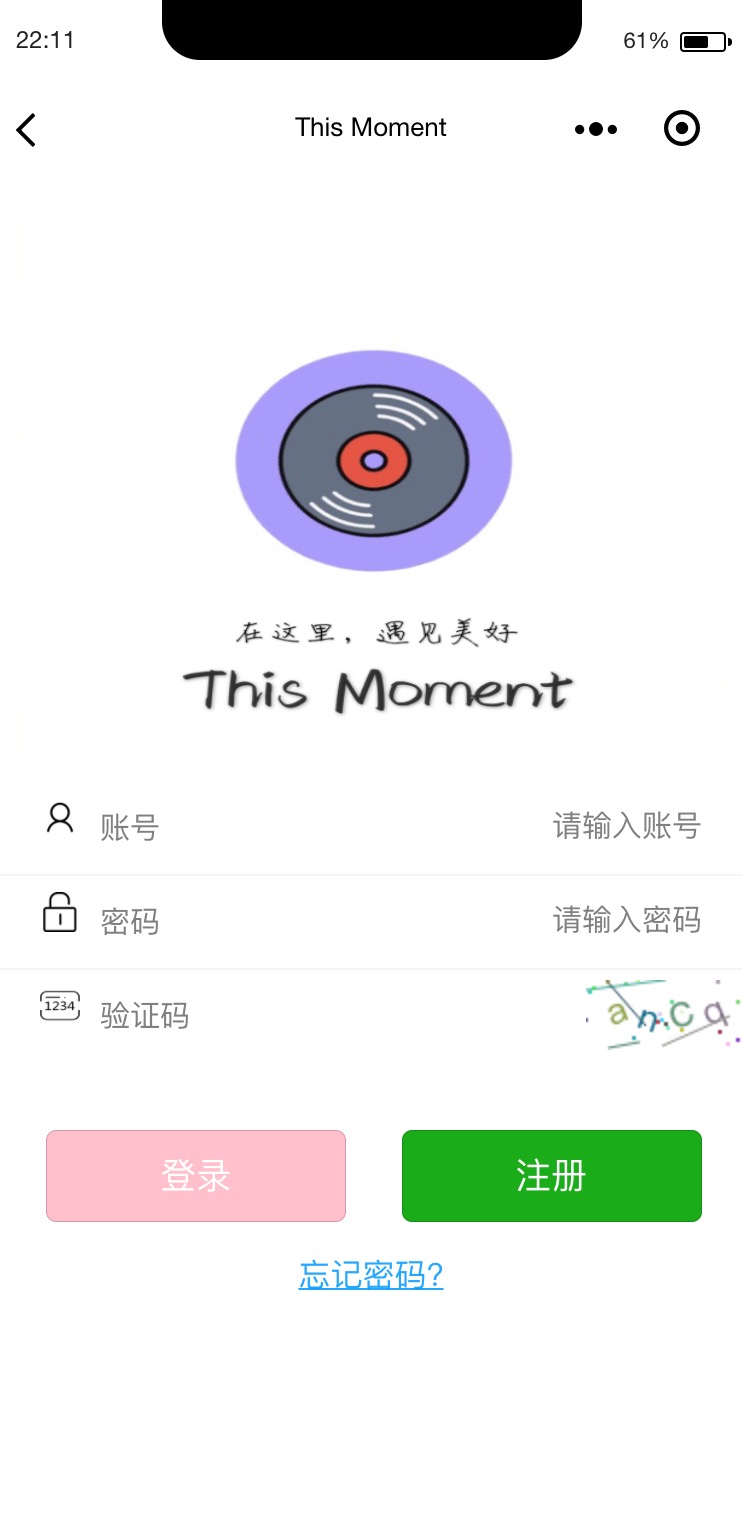 22:11
61%
This Moment
在这里，遇见美好
This Moment
账号 请输入账号
密码 请输入密码
1234 验证码 ancq
登录 注册
忘记密码?